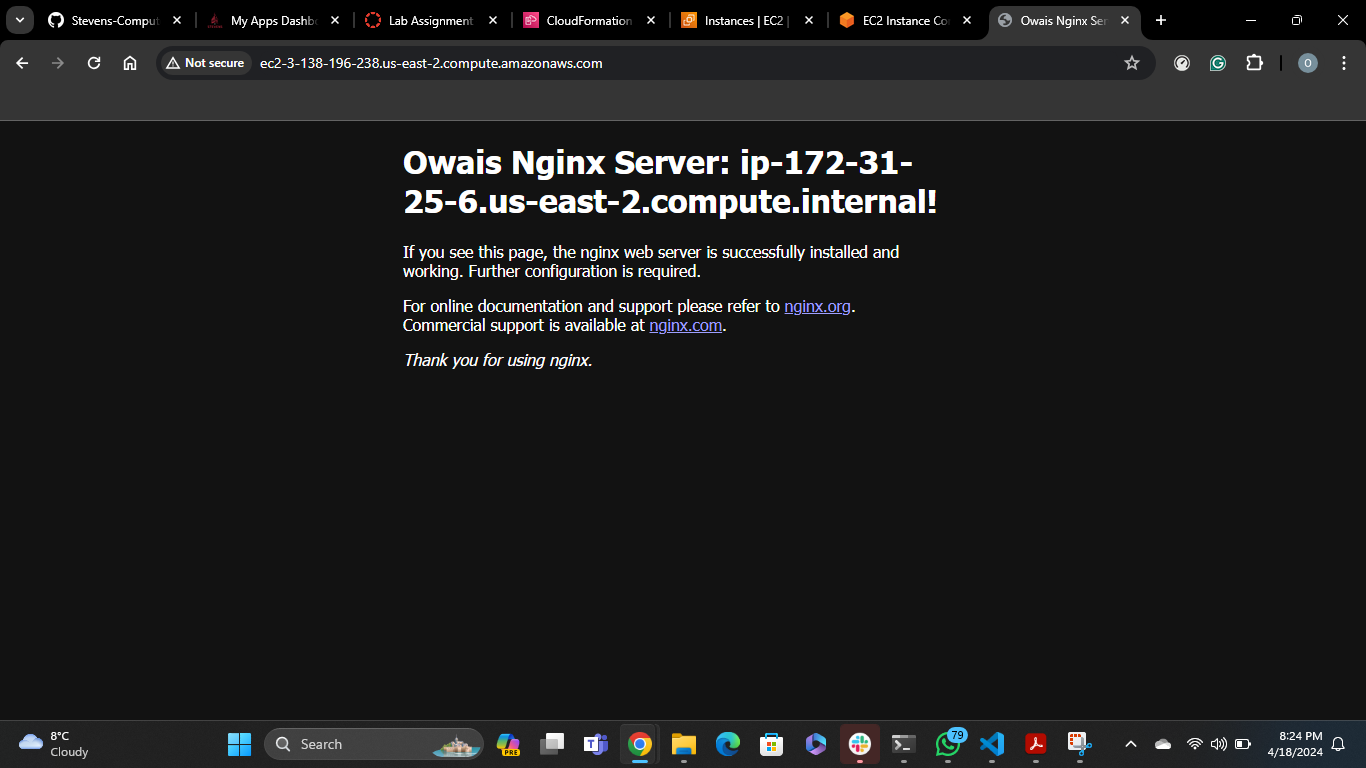 Stevens-Comput
My Apps Dashbo
Lab Assignment
CloudFormation
Instances | EC2 |
EC2 Instance Co
Owais Nginx Ser
Not secure
ec2-3-138-196-238.us-east-2.compute.amazonaws.com
O
Owais Nginx Server: ip-172-31-
25-6.us-east-2.compute.internal!
If you see this page, the nginx web server is successfully installed and
working. Further configuration is required.
For online documentation and support please refer to nginx.org.
Commercial support is available at nginx.com.
Thank you for using nginx.
8°C
Cloudy
Search
PRE
79
8:24 PM
4/18/2024